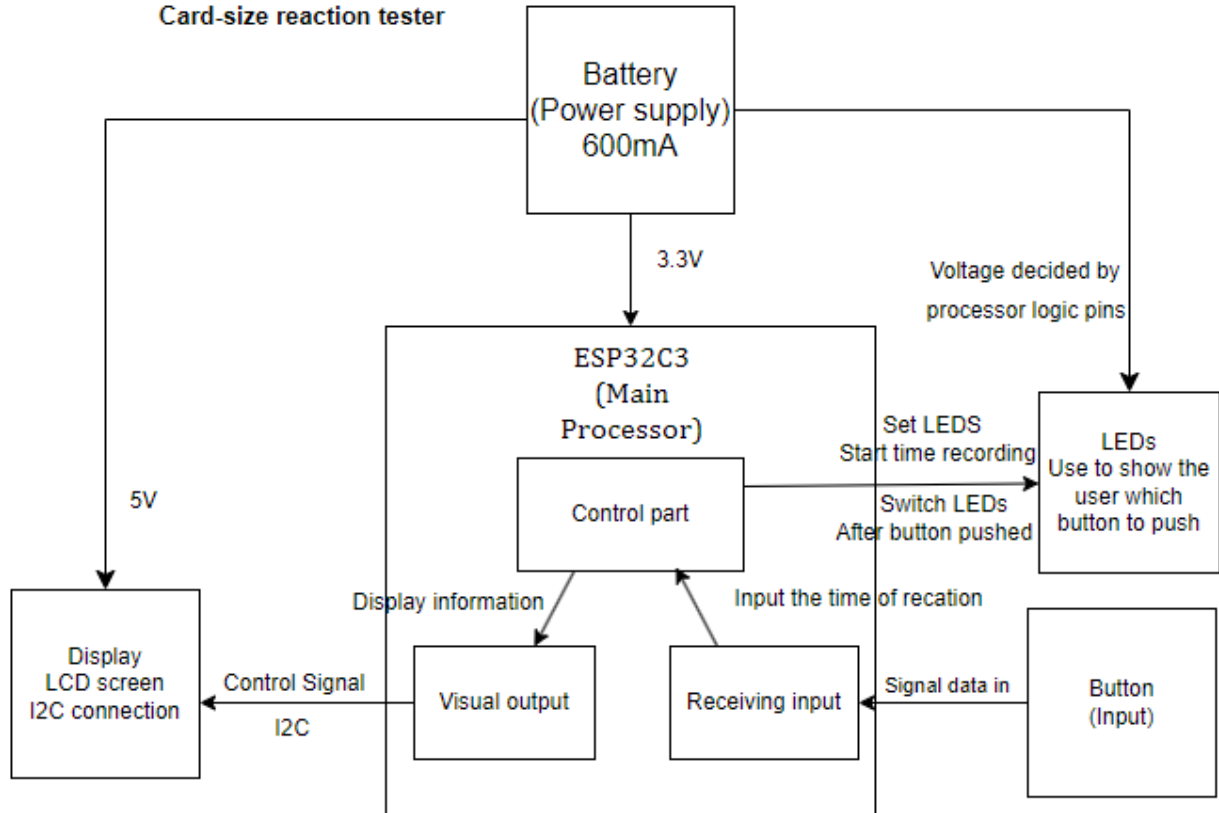 Card-size reaction tester
Battery
(Power supply)
600mA
3.3V
Voltage decided by
processor logic pins
ESP32C3
(Main
Processor)
Set LEDS
Start time recording
LEDs
Use to show the
user which
button to push
5V
Control part
Switch LEDs
After button pushed
Display information
Input the time of recation
Display
LCD screen
I2C connection
Control Signal
I2C
Visual output
Receiving input
Signal data in
Button
(Input)